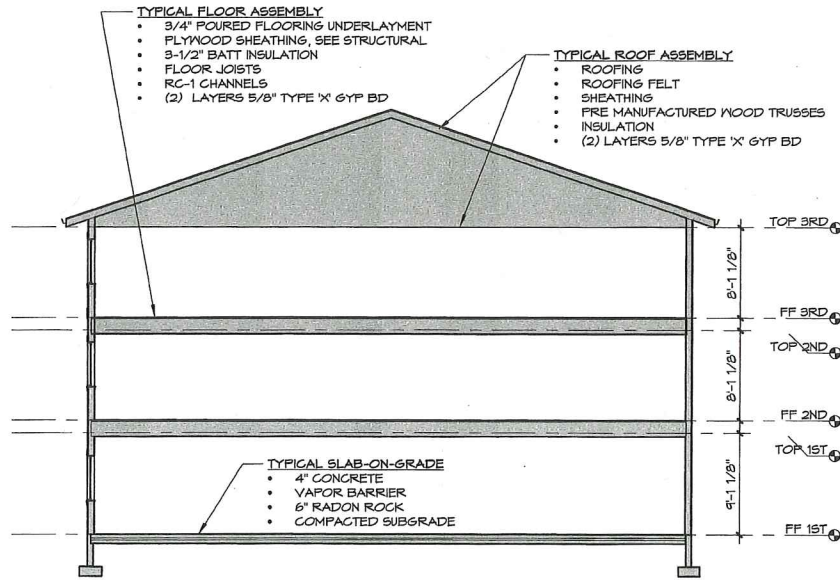 TYPICAL FLOOR ASSEMBLY
• 3/4" POURED FLOORING UNDERLAYMENT
• PLYWOOD SHEATHING, SEE STRUCTURAL
• 3-1/2" BATT INSULATION
• FLOOR JOISTS
• RC-1 CHANNELS
• (2) LAYERS 5/8" TYPE 'X' GYP BD
TYPICAL ROOF ASSEMBLY
• ROOFING
• ROOFING FELT
• SHEATHING
• PRE MANUFACTURED WOOD TRUSSES
• INSULATION
• (2) LAYERS 5/8" TYPE 'X' GYP BD
TOP 3RD
8'-1 1/8"
FF 3RD
TOP 2ND
8'-1 1/8"
FF 2ND
TOP 1ST
9'-1 1/8"
FF 1ST
TYPICAL SLAB-ON-GRADE
• 4" CONCRETE
• VAPOR BARRIER
• 6" RADON ROCK
• COMPACTED SUBGRADE